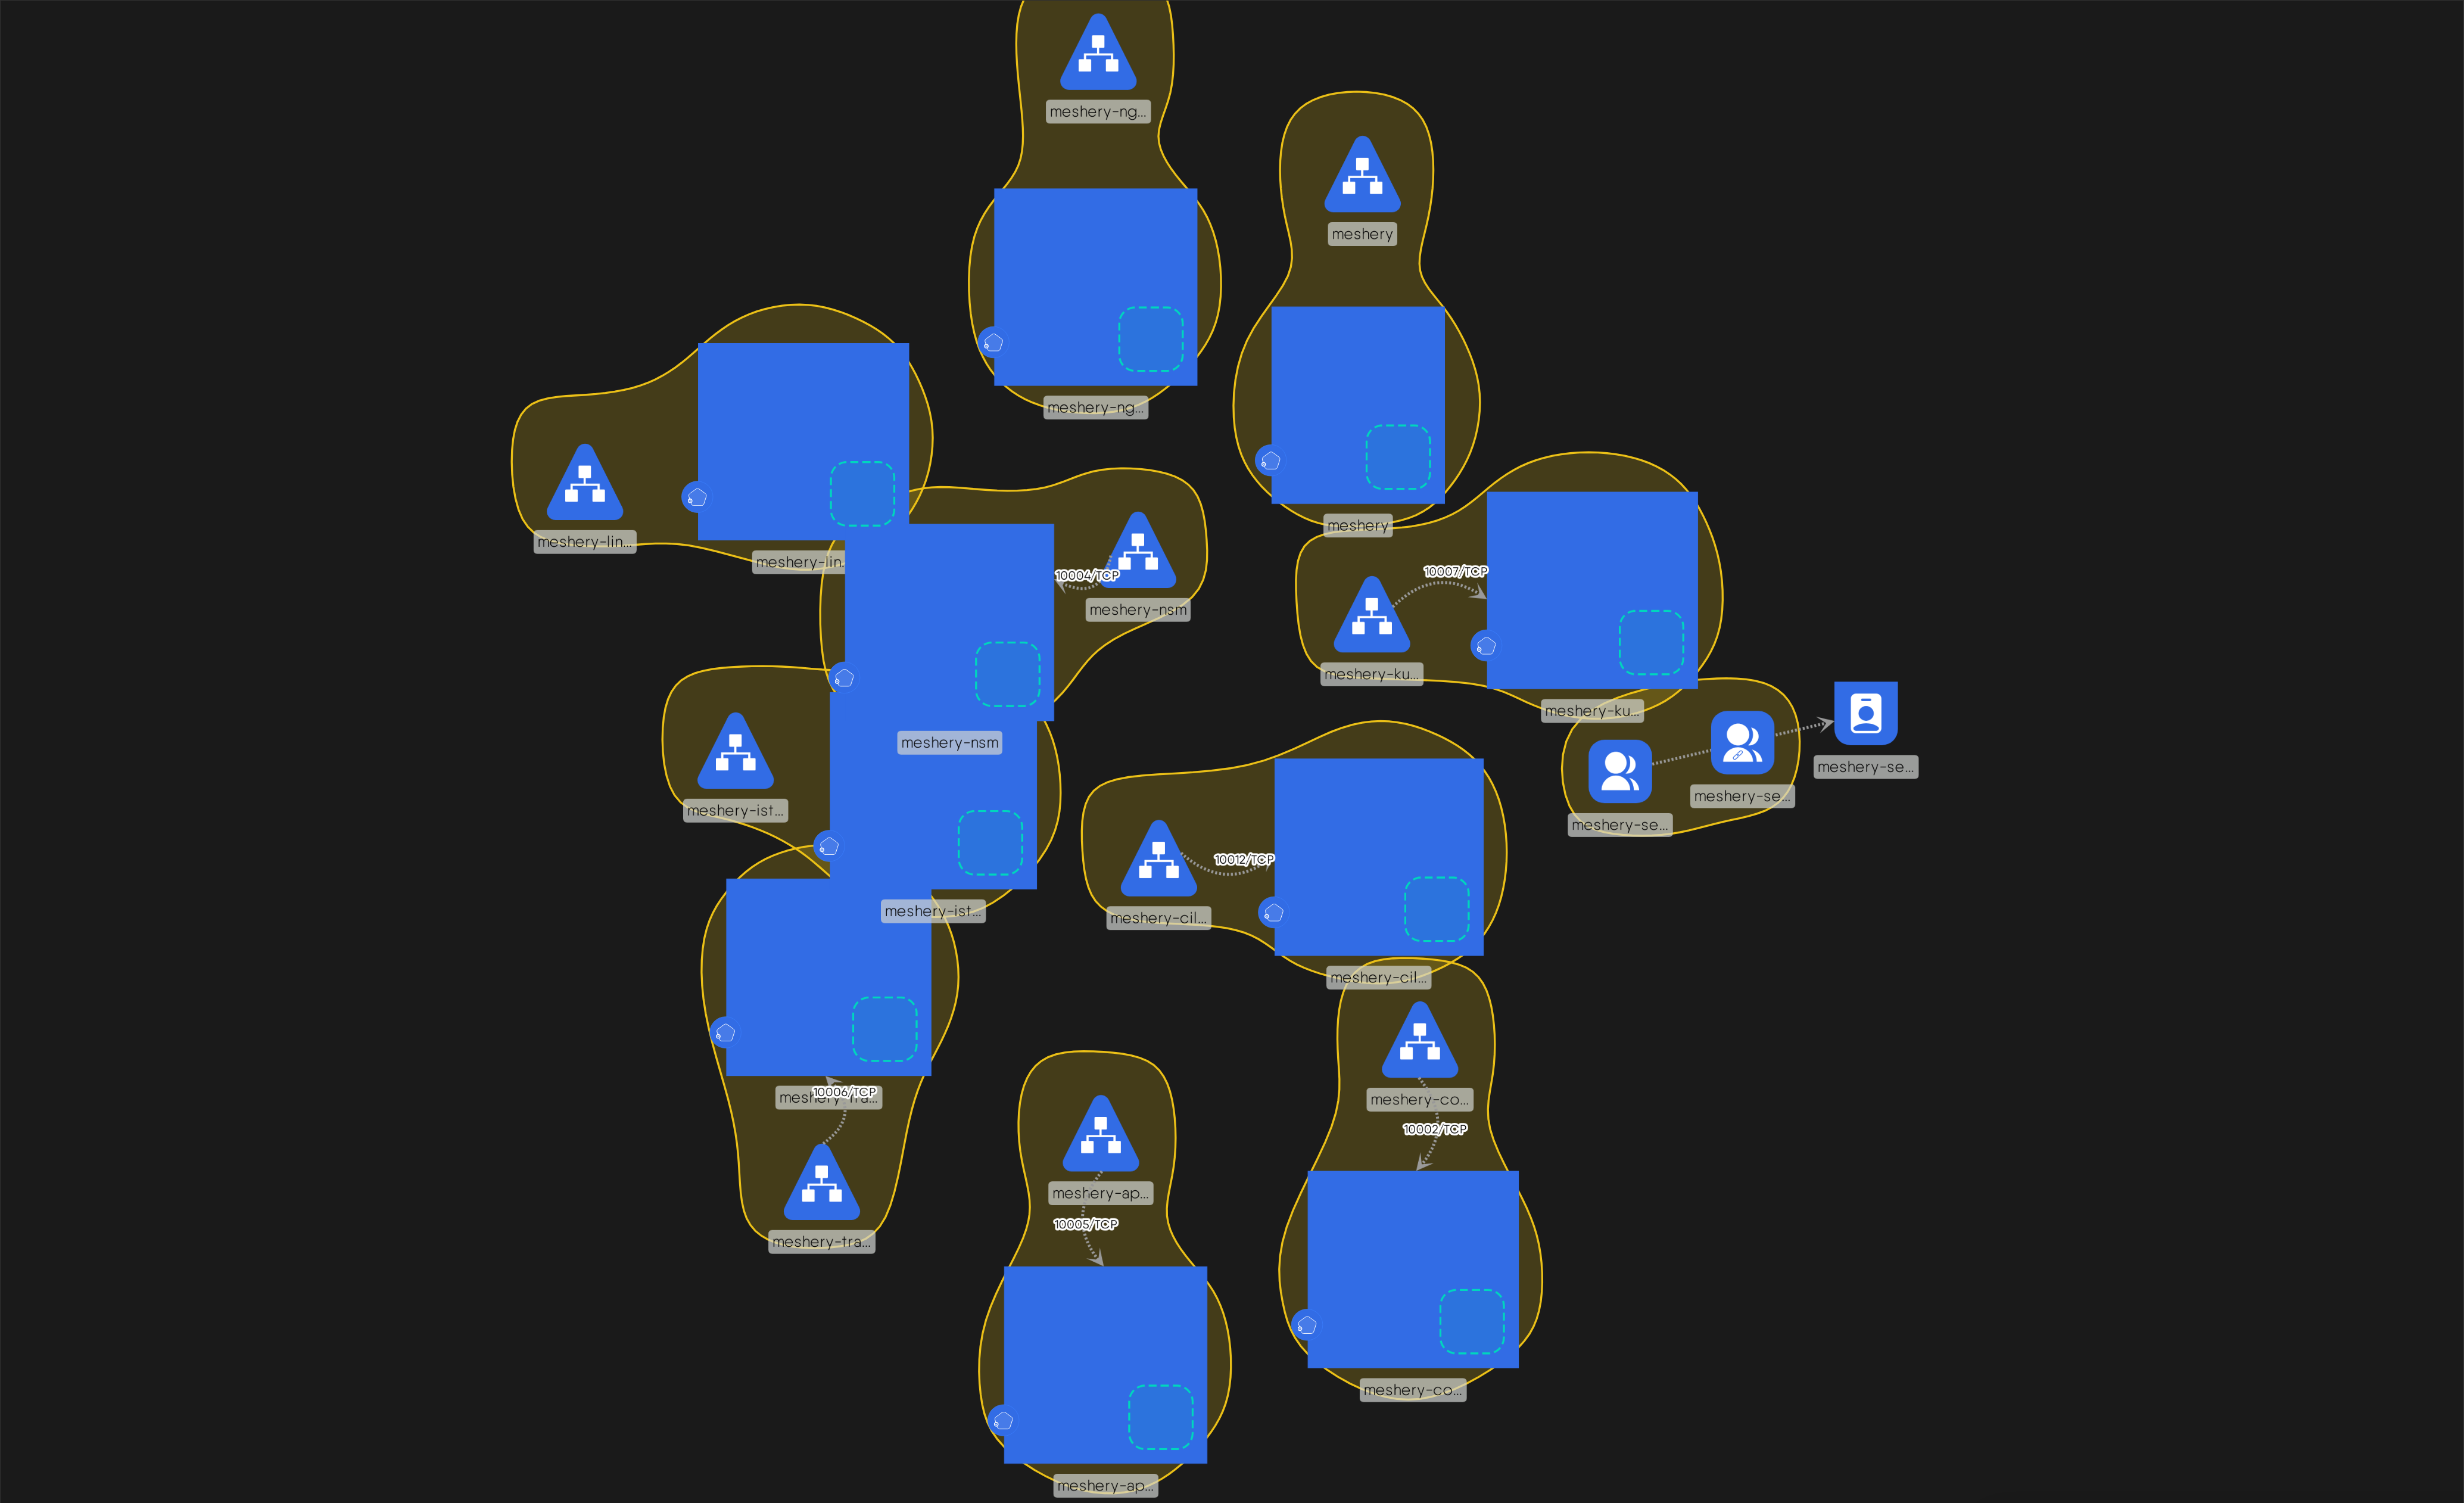 meshery-ng...
meshery
meshery-ng...
meshery-lin...
meshery-lin.
meshery
10004/TCP
meshery-nsm
10007/TCP
meshery-ku...
meshery-ku...
meshery-nsm
meshery-se...
meshery-se...
meshery-se...
meshery-ist...
meshery-ist...
10012/TCP
meshery-cil...
meshery-cil...
meshery-tra...
10006/TCP
meshery-co...
10002/TCP
meshery-ap...
10005/TCP
meshery-tra...
meshery-co...
meshery-ap...